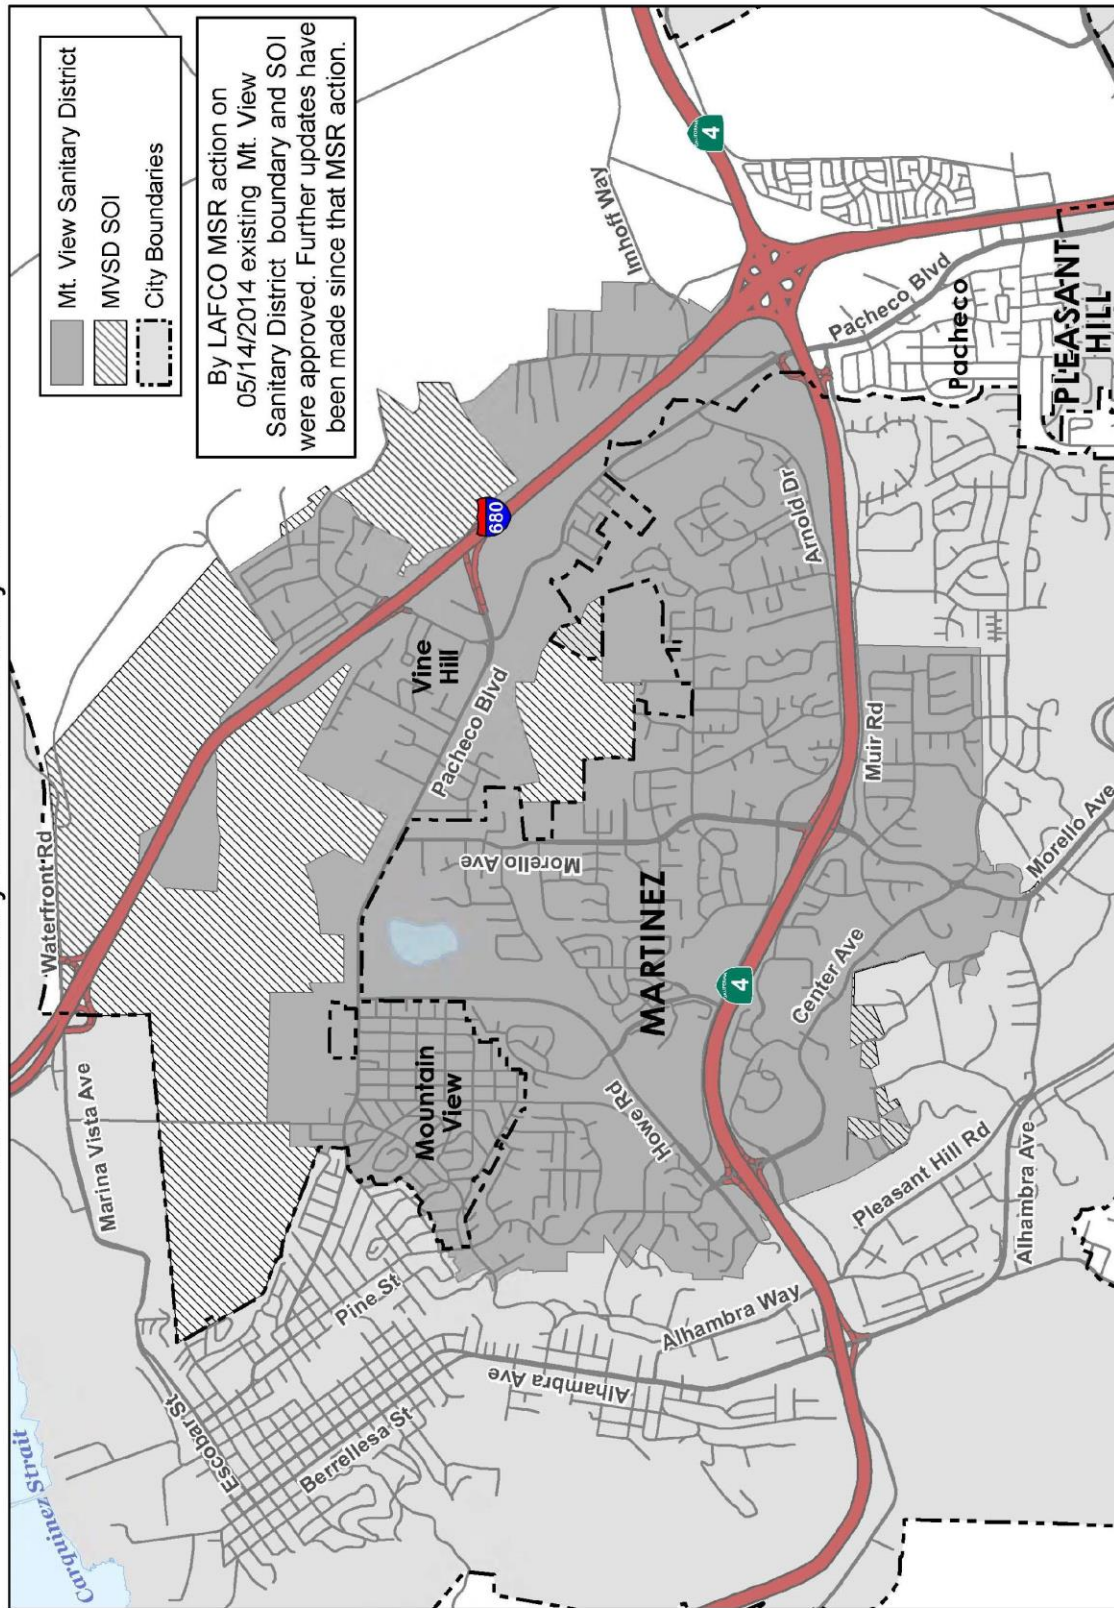 Mt. View Sanitary District
MVSD SOI
City Boundaries
By LAFCO MSR action on
05/14/2014 existing Mt. View
Sanitary District boundary and SOI
were approved. Further updates have
been made since that MSR action.
Carquinez Strait
Waterfront Rd
Marina Vista Ave
Escobar St
Berrellesa St
Pine St
Mountain
View
Vine
Hill
Pacheco Blvd
680
Imhoff Way
4
Morello Ave
MARTINEZ
Howe Rd
Arnold Dr
Pacheco Blvd
Pacheco
PLEASANT
HILL
Alhambra Ave
Alhambra Way
4
Center Ave
Muir Rd
Pleasant Hill Rd
Alhambra Ave
Morello Ave